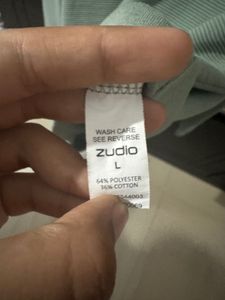 WASH CARE
SEE REVERSE
zudio
L
64% POLYESTER
36% COTTON